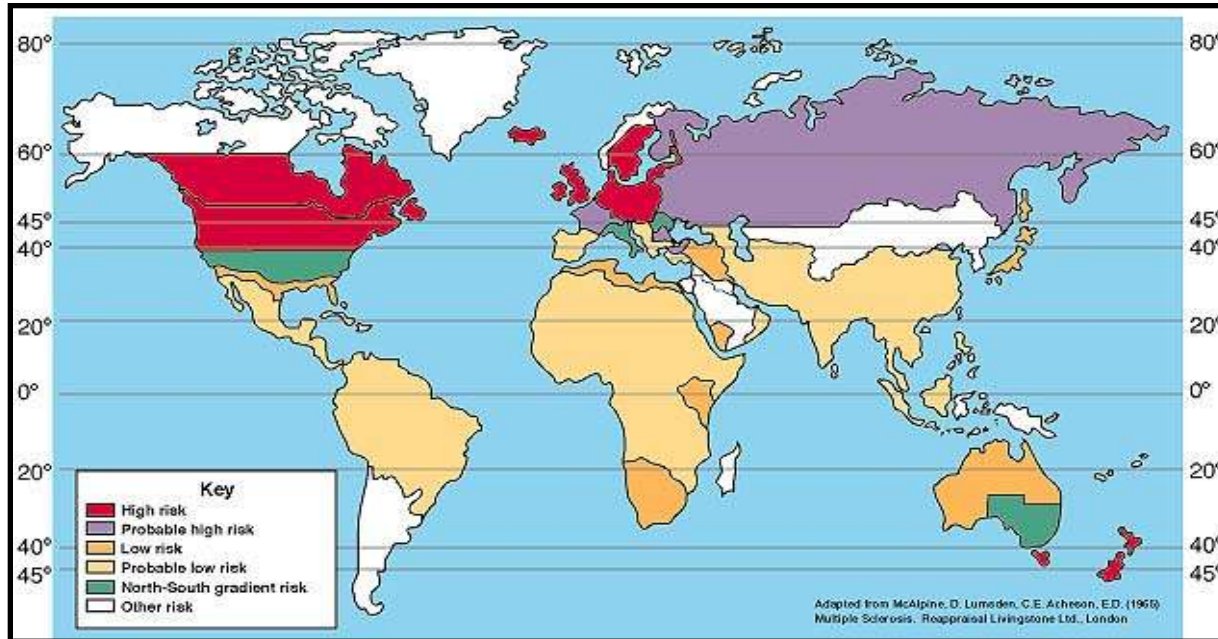 80° 80°
60° 60°
45° 45°
40° 40°
20° 20°
0° 0°
20° 20°
40° 40°
45° 45°
Key
High risk
Probable high risk
Low risk
Probable low risk
North-South gradient risk
Other risk
Adapted from McAlpine, D. Lumsden, C.E. Acheson, E.D. (1965)
Multiple Sclerosis. Reappraisal Livingstone Ltd., London